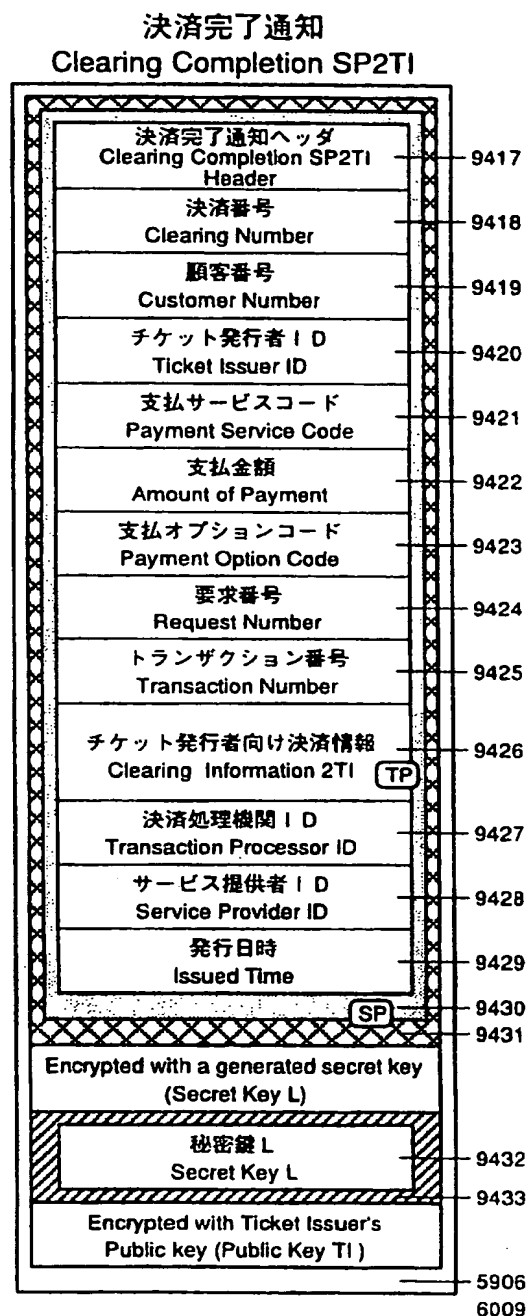 決済完了通知
Clearing Completion SP2TI
決済完了通知ヘッダ
Clearing Completion SP2TI
Header
9417
決済番号
Clearing Number
9418
顧客番号
Customer Number
9419
チケット発行者ID
Ticket Issuer ID
9420
支払サービスコード
Payment Service Code
9421
支払金額
Amount of Payment
9422
支払オプションコード
Payment Option Code
9423
要求番号
Request Number
9424
トランザクション番号
Transaction Number
9425
チケット発行者向け決済情報
Clearing Information 2TI
TP
9426
決済処理機関ID
Transaction Processor ID
9427
サービス提供者ID
Service Provider ID
9428
発行日時
Issued Time
9429
SP
9430
9431
Encrypted with a generated secret key
(Secret Key L)
秘密鍵L
Secret Key L
9432
9433
Encrypted with Ticket Issuer's
Public key (Public Key TI )
5906
6009